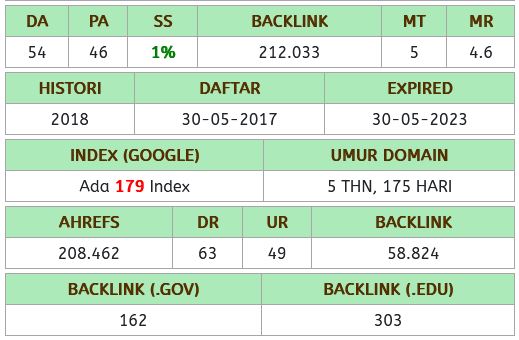 DA PA SS BACKLINK MT MR
54 46 1% 212.033 5 4.6
HISTORI DAFTAR EXPIRED
2018 30-05-2017 30-05-2023
INDEX (GOOGLE) UMUR DOMAIN
Ada 179 Index 5 THN, 175 HARI
AHREFS DR UR BACKLINK
208.462 63 49 58.824
BACKLINK (.GOV) BACKLINK (.EDU)
162 303